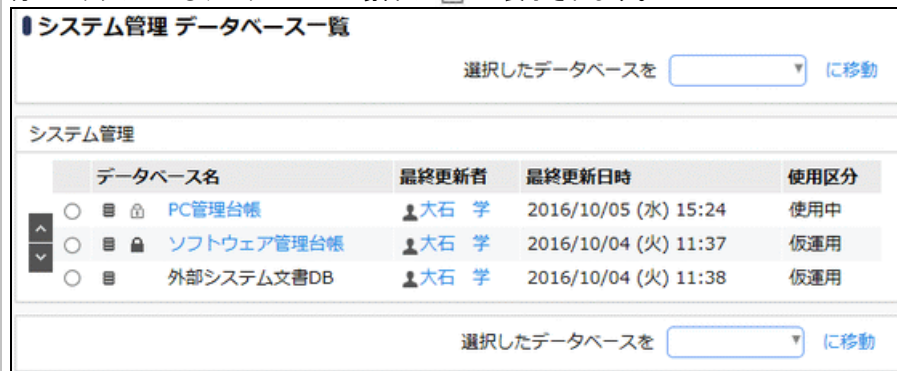 システム管理 データベース一覧
選択したデータベースを に移動
システム管理
データベース名 最終更新者 最終更新日時 使用区分
PC管理台帳 大石 学 2016/10/05 (水) 15:24 使用中
ソフトウェア管理台帳 大石 学 2016/10/04 (火) 11:37 仮運用
外部システム文書DB 大石 学 2016/10/04 (火) 11:38 仮運用
選択したデータベースを に移動